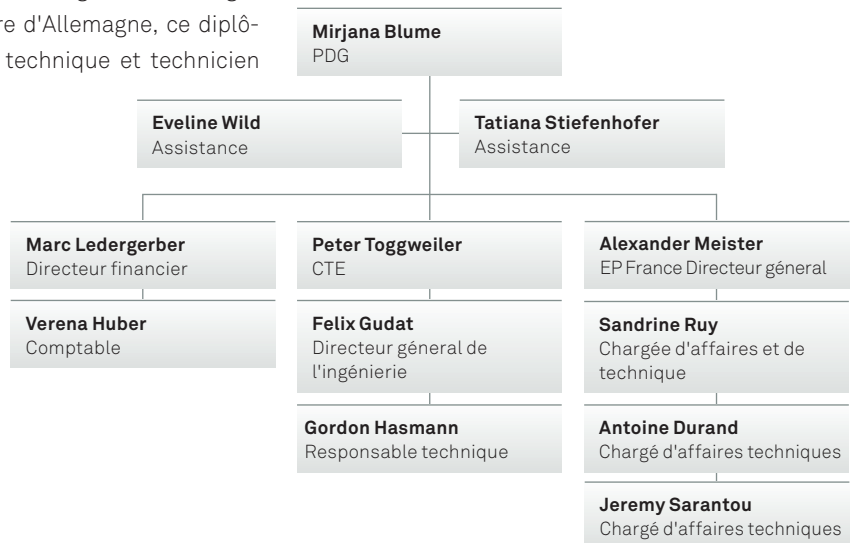 re d'Allemagne, ce diplô-
technique et technicien
Mirjana Blume
PDG
Eveline Wild
Assistance
Tatiana Stiefenhofer
Assistance
Marc Ledergerber
Directeur financier
Verena Huber
Comptable
Peter Toggweiler
CTE
Felix Gudat
Directeur géneral de
l'ingénierie
Gordon Hasmann
Responsable technique
Alexander Meister
EP France Directeur géneral
Sandrine Ruy
Chargée d'affaires et de
technique
Antoine Durand
Chargé d'affaires techniques
Jeremy Sarantou
Chargé d'affaires techniques